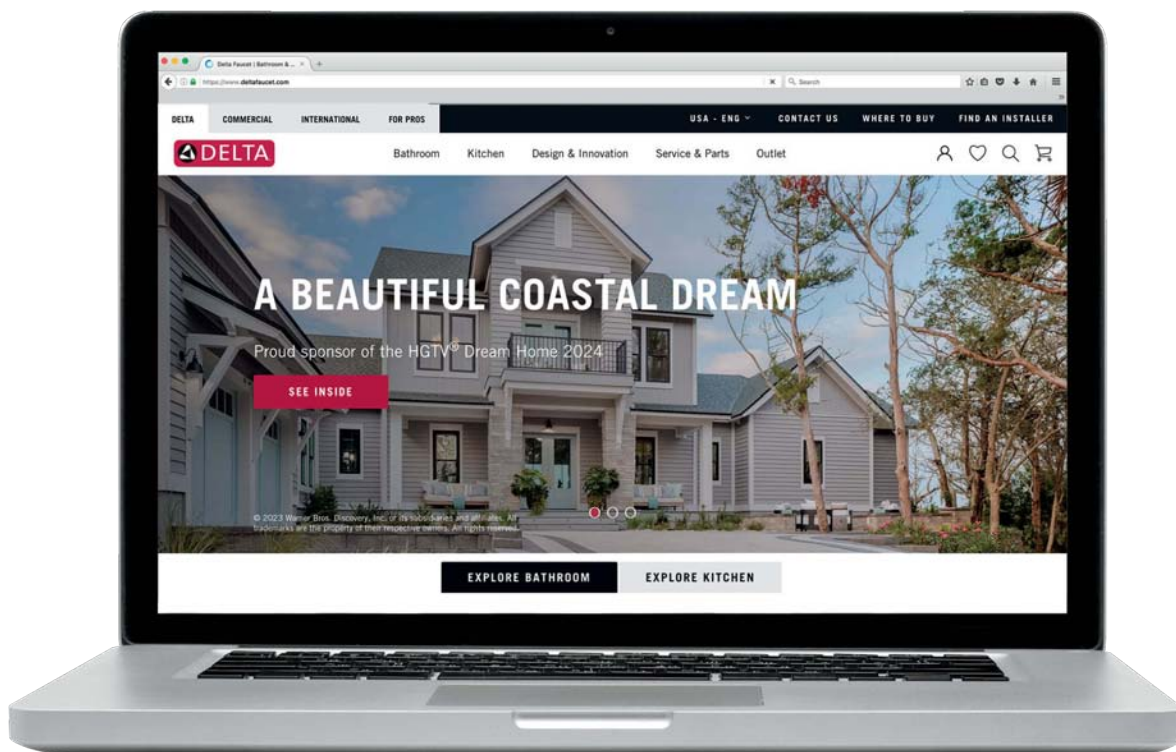 Delta Faucet | Bathroom & ...
https://www.deltafaucet.com
Search
DELTA
COMMERCIAL
INTERNATIONAL
FOR PROS
USA - ENG
CONTACT US
WHERE TO BUY
FIND AN INSTALLER
DELTA
Bathroom
Kitchen
Design & Innovation
Service & Parts
Outlet
A BEAUTIFUL COASTAL DREAM
Proud sponsor of the HGTV® Dream Home 2024
SEE INSIDE
© 2023 Warner Bros. Discovery, Inc. or its subsidiaries and affiliates. All
trademarks are the property of their respective owners. All rights reserved.
EXPLORE BATHROOM
EXPLORE KITCHEN